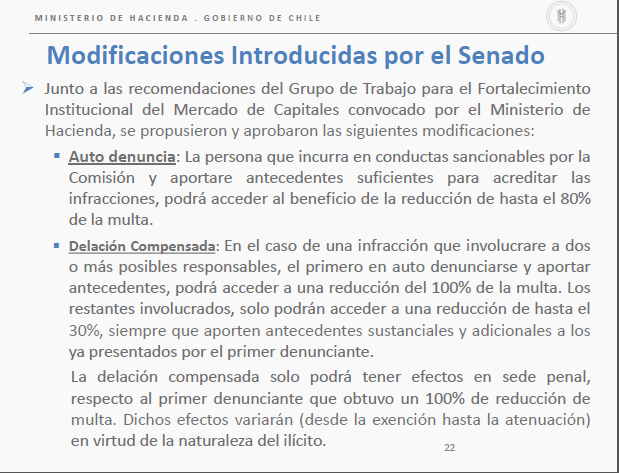 MINISTERIO DE HACIENDA . GOBIERNO DE CHILE
Modificaciones Introducidas por el Senado
➢ Junto a las recomendaciones del Grupo de Trabajo para el Fortalecimiento
Institucional del Mercado de Capitales convocado por el Ministerio de
Hacienda, se propusieron y aprobaron las siguientes modificaciones:
▪ Auto denuncia: La persona que incurra en conductas sancionables por la
Comisión y aportare antecedentes suficientes para acreditar las
infracciones, podrá acceder al beneficio de la reducción de hasta el 80%
de la multa.
▪ Delación Compensada: En el caso de una infracción que involucrare a dos
o más posibles responsables, el primero en auto denunciarse y aportar
antecedentes, podrá acceder a una reducción del 100% de la multa. Los
restantes involucrados, solo podrán acceder a una reducción de hasta el
30%, siempre que aporten antecedentes sustanciales y adicionales a los
ya presentados por el primer denunciante.
La delación compensada solo podrá tener efectos en sede penal,
respecto al primer denunciante que obtuvo un 100% de reducción de
multa. Dichos efectos variarán (desde la exención hasta la atenuación)
en virtud de la naturaleza del ilícito.
22